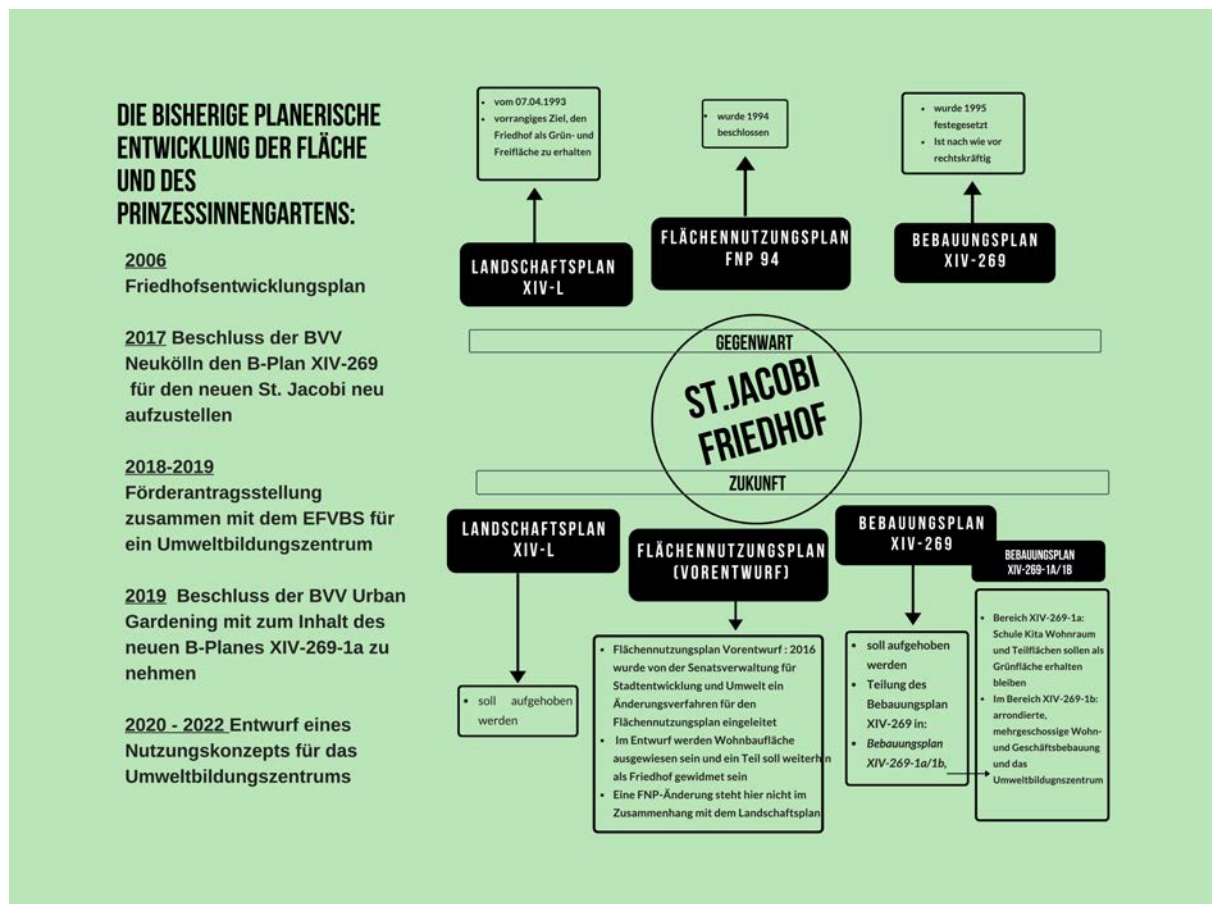 DIE BISHERIGE PLANERISCHE
ENTWICKLUNG DER FLÄCHE
UND DES
PRINZESSINNENGARTENS:
2006
Friedhofsentwicklungsplan
2017 Beschluss der BVV
Neukölln den B-Plan XIV-269
für den neuen St. Jacobi neu
aufzustellen
2018-2019
Förderantragsstellung
zusammen mit dem EFVBS für
ein Umweltbildungszentrum
2019 Beschluss der BVV Urban
Gardening mit zum Inhalt des
neuen B-Planes XIV-269-1a zu
nehmen
2020 - 2022 Entwurf eines
Nutzungskonzepts für das
Umweltbildungszentrums
• vom 07.04.1993
• vorrangiges Ziel, den
Friedhof als Grün- und
Freifläche zu erhalten
LANDSCHAFTSPLAN
XIV-L
• wurde 1994
beschlossen
FLÄCHENNUTZUNGSPLAN
FNP 94
• wurde 1995
festegesetzt
• Ist nach wie vor
rechtskräftig
BEBAUUNGSPLAN
XIV-269
GEGENWART
ST.JACOBI
FRIEDHOF
ZUKUNFT
LANDSCHAFTSPLAN
XIV-L
• soll aufgehoben
werden
FLÄCHENNUTZUNGSPLAN
(VORENTWURF)
• Flächennutzungsplan Vorentwurf : 2016
wurde von der Senatsverwaltung für
Stadtentwicklung und Umwelt ein
Änderungsverfahren für den
Flächennutzungsplan eingeleitet
• Im Entwurf werden Wohnbaufläche
ausgewiesen sein und ein Teil soll weiterhin
als Friedhof gewidmet sein
• Eine FNP-Änderung steht hier nicht im
Zusammenhang mit dem Landschaftsplan
BEBAUUNGSPLAN
XIV-269
• soll aufgehoben
werden
• Teilung des
Bebauungsplan
XIV-269 in:
• Bebauungsplan
XIV-269-1a/1b,
BEBAUUNGSPLAN
XIV-269-1A/1B
• Bereich XIV-269-1a:
Schule Kita Wohnraum
und Teilflächen sollen als
Grünfläche erhalten
bleiben
• Im Bereich XIV-269-1b:
arrondierte,
mehrgeschossige Wohn-
und Geschäftsbebauung
und das
Umweltbildugnszentrum